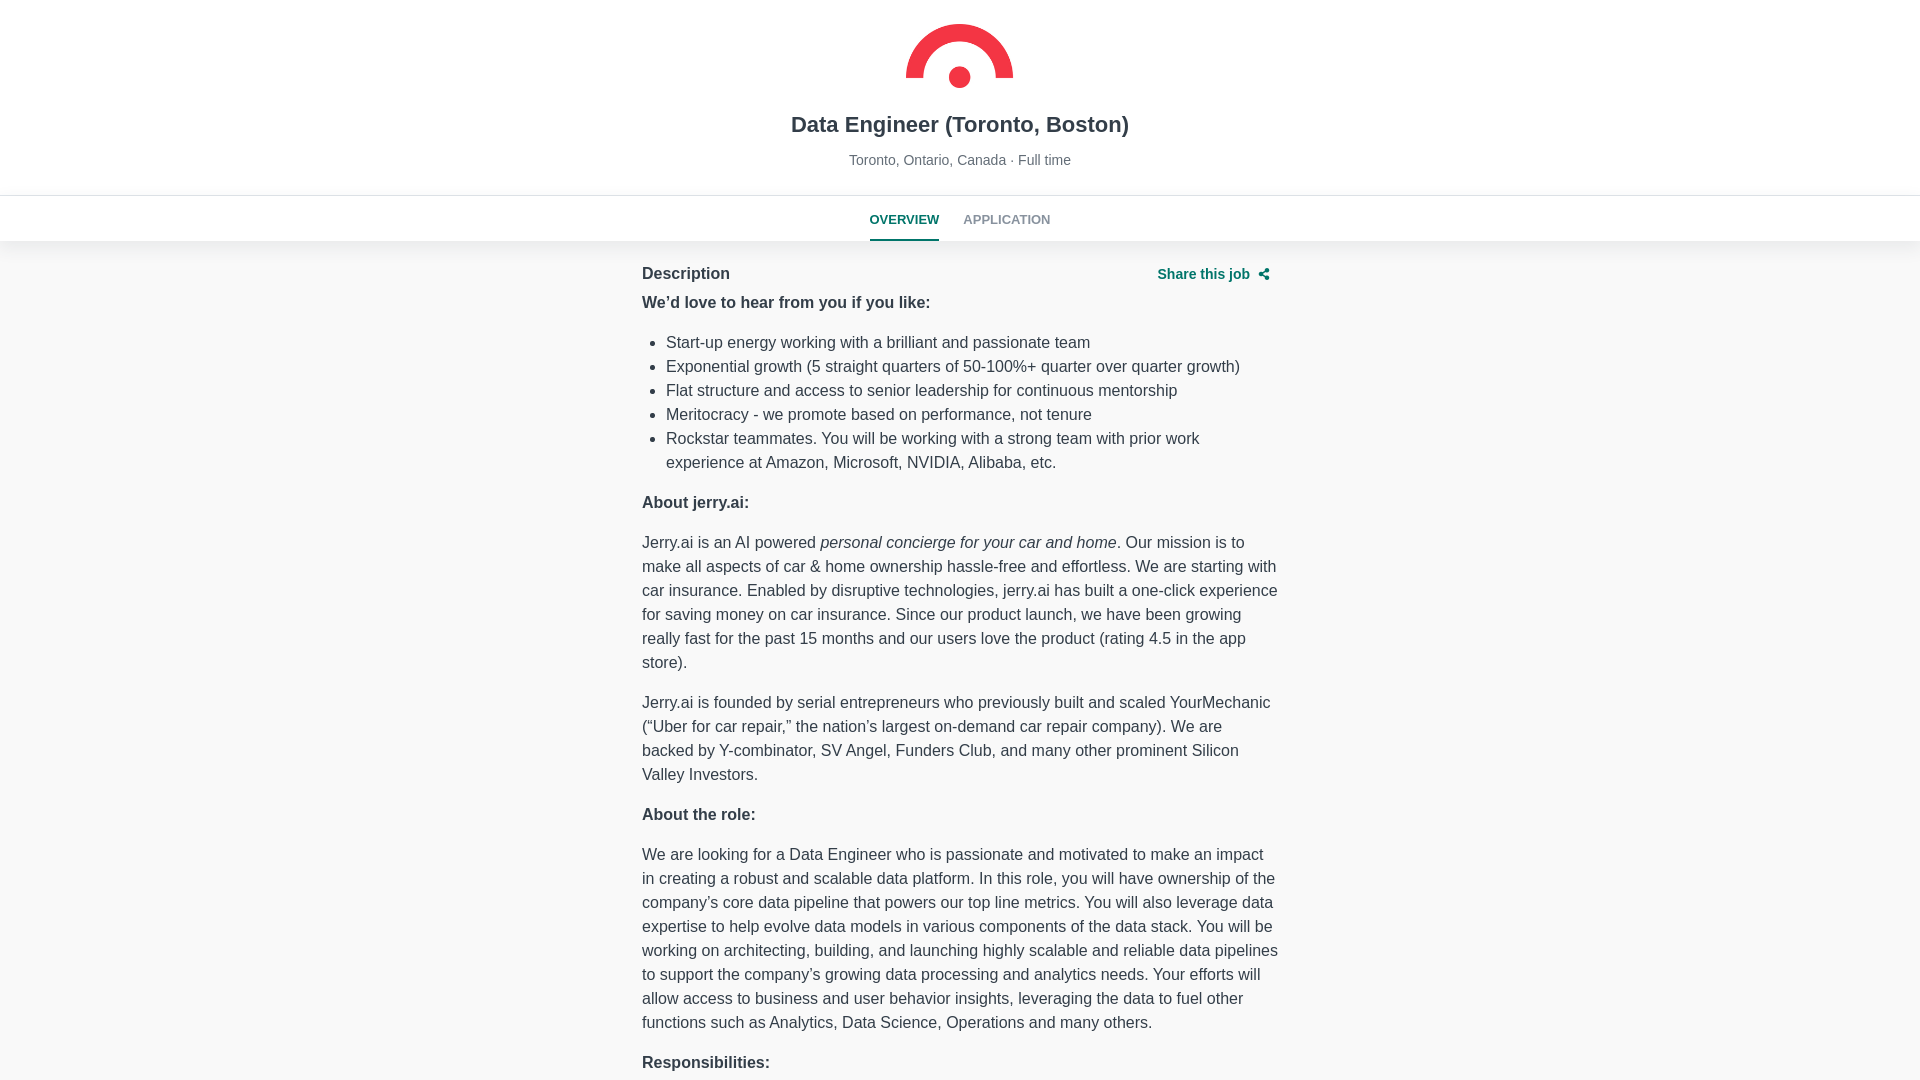 Data Engineer (Toronto, Boston)
Toronto, Ontario, Canada · Full time
OVERVIEW APPLICATION
Description Share this job
We’d love to hear from you if you like:
• Start-up energy working with a brilliant and passionate team
• Exponential growth (5 straight quarters of 50-100%+ quarter over quarter growth)
• Flat structure and access to senior leadership for continuous mentorship
• Meritocracy - we promote based on performance, not tenure
• Rockstar teammates. You will be working with a strong team with prior work
experience at Amazon, Microsoft, NVIDIA, Alibaba, etc.
About jerry.ai:
Jerry.ai is an AI powered personal concierge for your car and home. Our mission is to
make all aspects of car & home ownership hassle-free and effortless. We are starting with
car insurance. Enabled by disruptive technologies, jerry.ai has built a one-click experience
for saving money on car insurance. Since our product launch, we have been growing
really fast for the past 15 months and our users love the product (rating 4.5 in the app
store).
Jerry.ai is founded by serial entrepreneurs who previously built and scaled YourMechanic
(“Uber for car repair,” the nation’s largest on-demand car repair company). We are
backed by Y-combinator, SV Angel, Funders Club, and many other prominent Silicon
Valley Investors.
About the role:
We are looking for a Data Engineer who is passionate and motivated to make an impact
in creating a robust and scalable data platform. In this role, you will have ownership of the
company’s core data pipeline that powers our top line metrics. You will also leverage data
expertise to help evolve data models in various components of the data stack. You will be
working on architecting, building, and launching highly scalable and reliable data pipelines
to support the company’s growing data processing and analytics needs. Your efforts will
allow access to business and user behavior insights, leveraging the data to fuel other
functions such as Analytics, Data Science, Operations and many others.
Responsibilities: